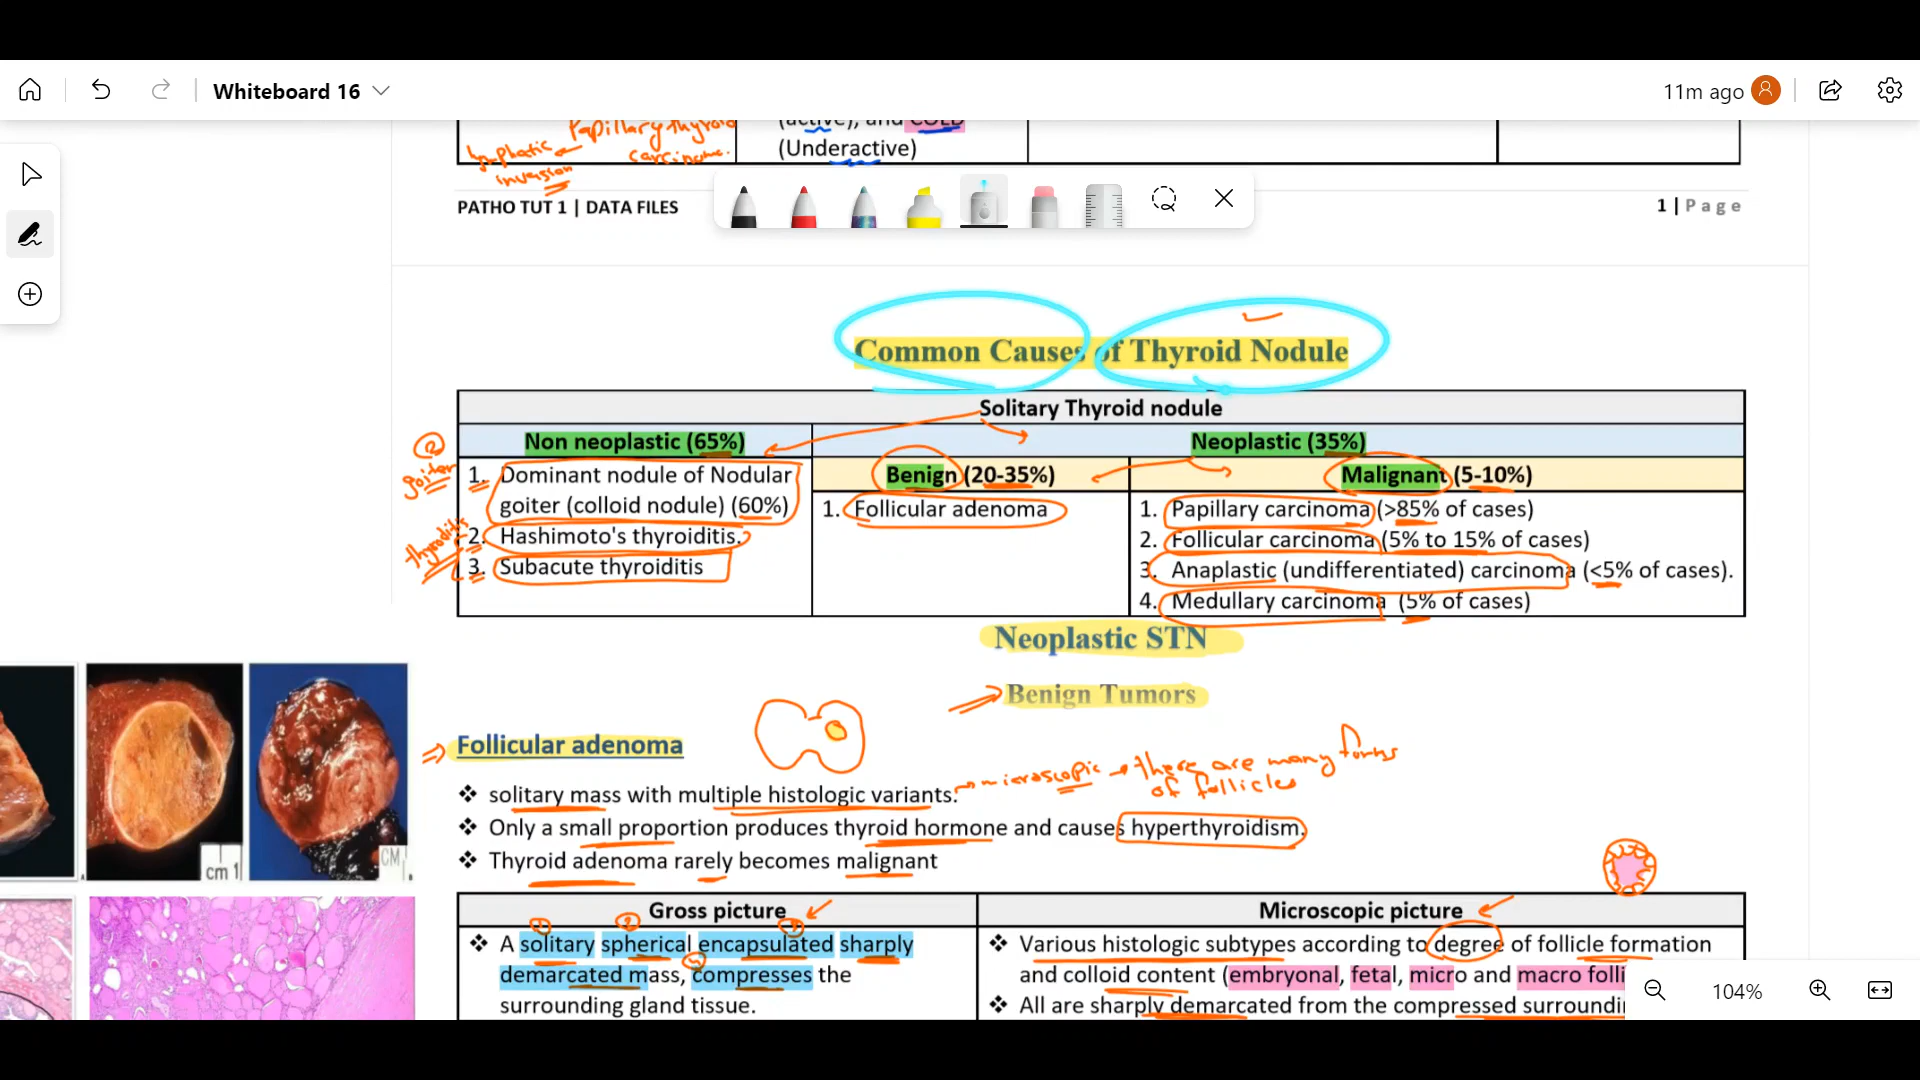 Whiteboard 16
11m ago
Papillary thyroid
carcinoma.
lymphatic
invasion
(active), and COLD
(Underactive)
PATHO TUT 1 | DATA FILES
1 | Page
Common Causes of Thyroid Nodule
Solitary Thyroid nodule
Non neoplastic (65%)
Neoplastic (35%)
goiter
1. Dominant nodule of Nodular
goiter (colloid nodule) (60%)
thyroditis
2. Hashimoto's thyroiditis.
3. Subacute thyroiditis
Benign (20-35%)
1. Follicular adenoma
Malignant (5-10%)
1. Papillary carcinoma (>85% of cases)
2. Follicular carcinoma (5% to 15% of cases)
3. Anaplastic (undifferentiated) carcinoma (<5% of cases).
4. Medullary carcinoma (5% of cases)
Neoplastic STN
Benign Tumors
cm 1
CM
Follicular adenoma
❖ solitary mass with multiple histologic variants.
microscopic → there are many forms
of follicles
❖ Only a small proportion produces thyroid hormone and causes hyperthyroidism.
❖ Thyroid adenoma rarely becomes malignant
Gross picture
❖ A solitary spherical encapsulated sharply
demarcated mass, compresses the
surrounding gland tissue.
Microscopic picture
❖ Various histologic subtypes according to degree of follicle formation
and colloid content (embryonal, fetal, micro and macro folli
❖ All are sharply demarcated from the compressed surroundi
104%